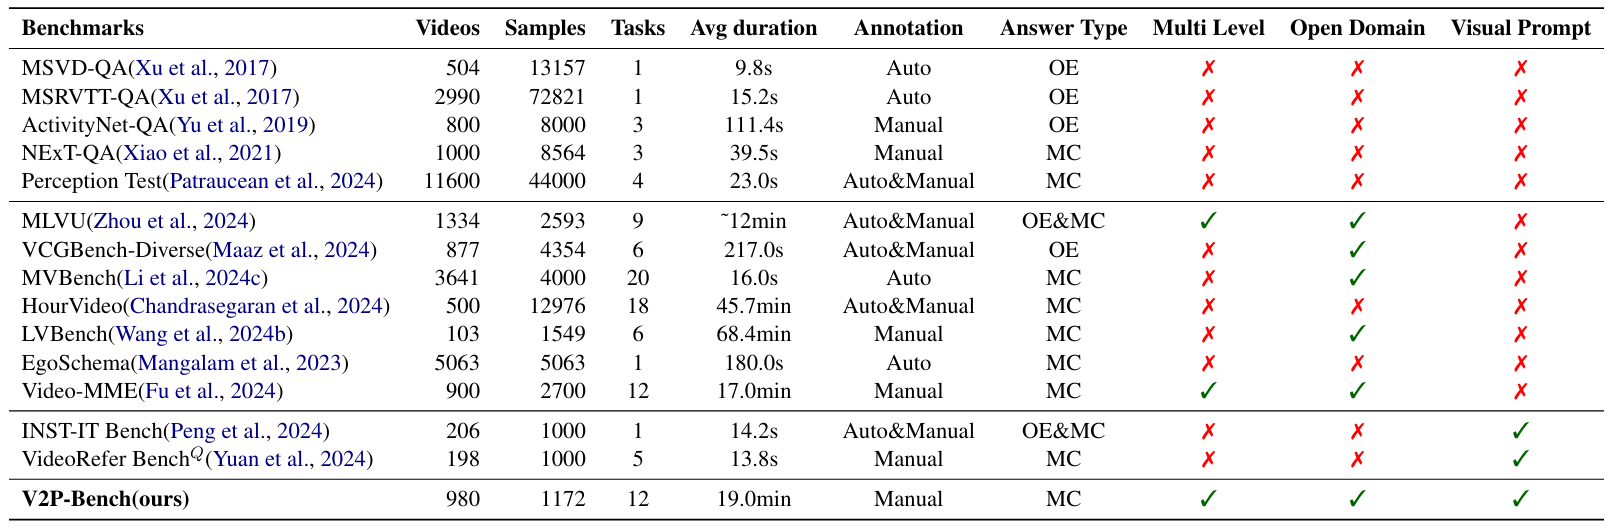 Benchmarks Videos Samples Tasks Avg duration Annotation Answer Type Multi Level Open Domain Visual Prompt
MSVD-QA(Xu et al., 2017) 504 13157 1 9.8s Auto OE ✗ ✗ ✗
MSRVTT-QA(Xu et al., 2017) 2990 72821 1 15.2s Auto OE ✗ ✗ ✗
ActivityNet-QA(Yu et al., 2019) 800 8000 3 111.4s Manual OE ✗ ✗ ✗
NExT-QA(Xiao et al., 2021) 1000 8564 3 39.5s Manual MC ✗ ✗ ✗
Perception Test(Patraucean et al., 2024) 11600 44000 4 23.0s Auto&Manual MC ✗ ✗ ✗
MLVU(Zhou et al., 2024) 1334 2593 9 ~12min Auto&Manual OE&MC ✓ ✓ ✗
VCGBench-Diverse(Maaz et al., 2024) 877 4354 6 217.0s Auto&Manual OE ✗ ✓ ✗
MVBench(Li et al., 2024c) 3641 4000 20 16.0s Auto MC ✗ ✓ ✗
HourVideo(Chandrasegaran et al., 2024) 500 12976 18 45.7min Auto&Manual MC ✗ ✗ ✗
LVBench(Wang et al., 2024b) 103 1549 6 68.4min Manual MC ✗ ✓ ✗
EgoSchema(Mangalam et al., 2023) 5063 5063 1 180.0s Auto MC ✗ ✗ ✗
Video-MME(Fu et al., 2024) 900 2700 12 17.0min Manual MC ✓ ✓ ✗
INST-IT Bench(Peng et al., 2024) 206 1000 1 14.2s Auto&Manual OE&MC ✗ ✗ ✓
VideoRefer Bench^Q(Yuan et al., 2024) 198 1000 5 13.8s Manual MC ✗ ✗ ✓
V2P-Bench(ours) 980 1172 12 19.0min Manual MC ✓ ✓ ✓